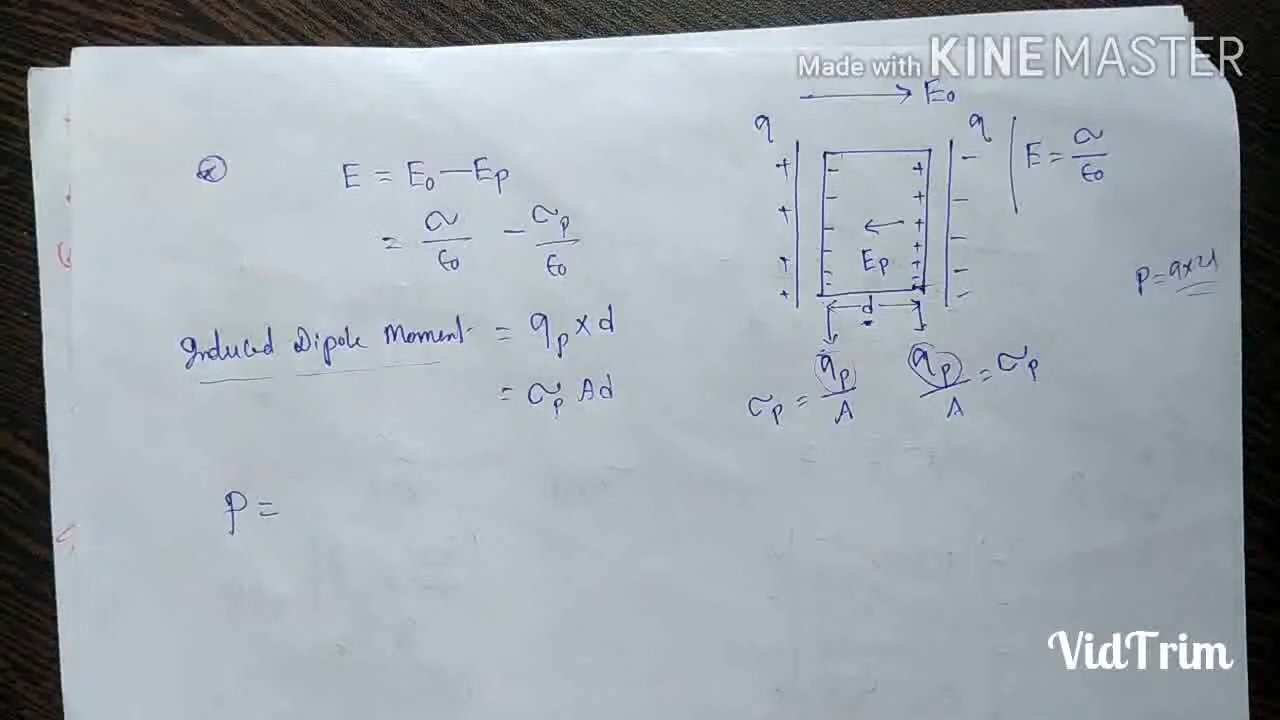 Made with KINEMASTER
→ E₀
q q
E = σ/ε₀
E = E₀ — Eₚ
= σ/ε₀ - σₚ/ε₀
+ + + +
- - - - -
+ + + + +
- - - - -
← Eₚ
d
P = q×2l
Induced Dipole Moment = qₚ × d
= σₚ Ad
σₚ = qₚ/A qₚ/A = σₚ
P =
VidTrim